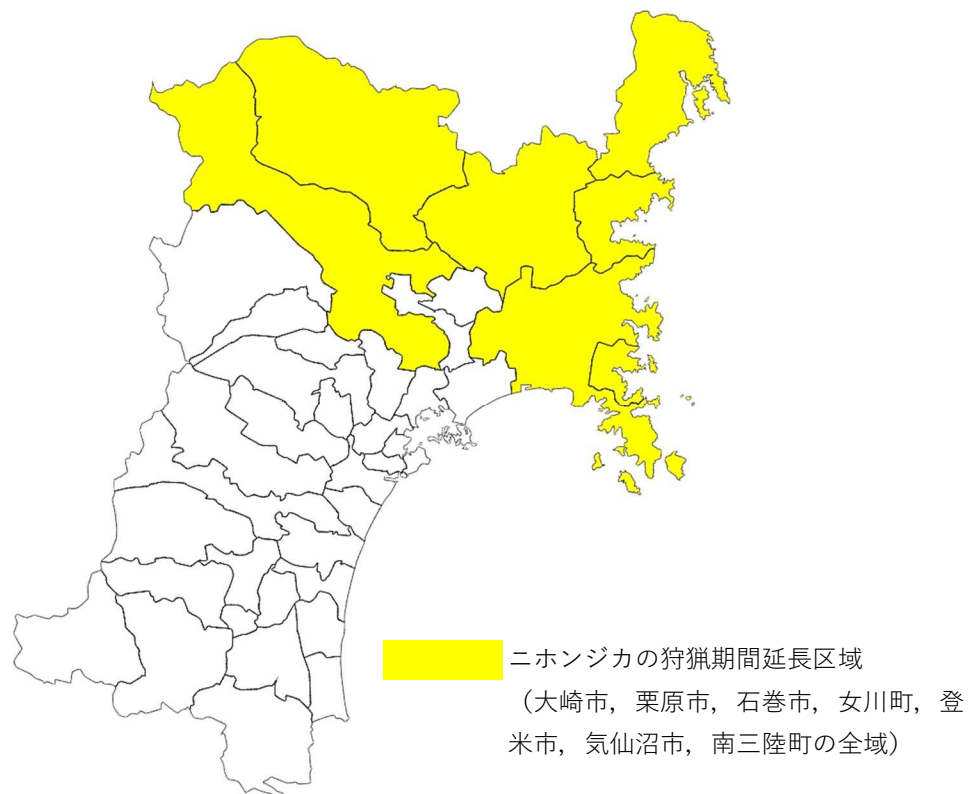 ニホンジカの狩猟期間延長区域
（大崎市，栗原市，石巻市，女川町，登
米市，気仙沼市，南三陸町の全域）